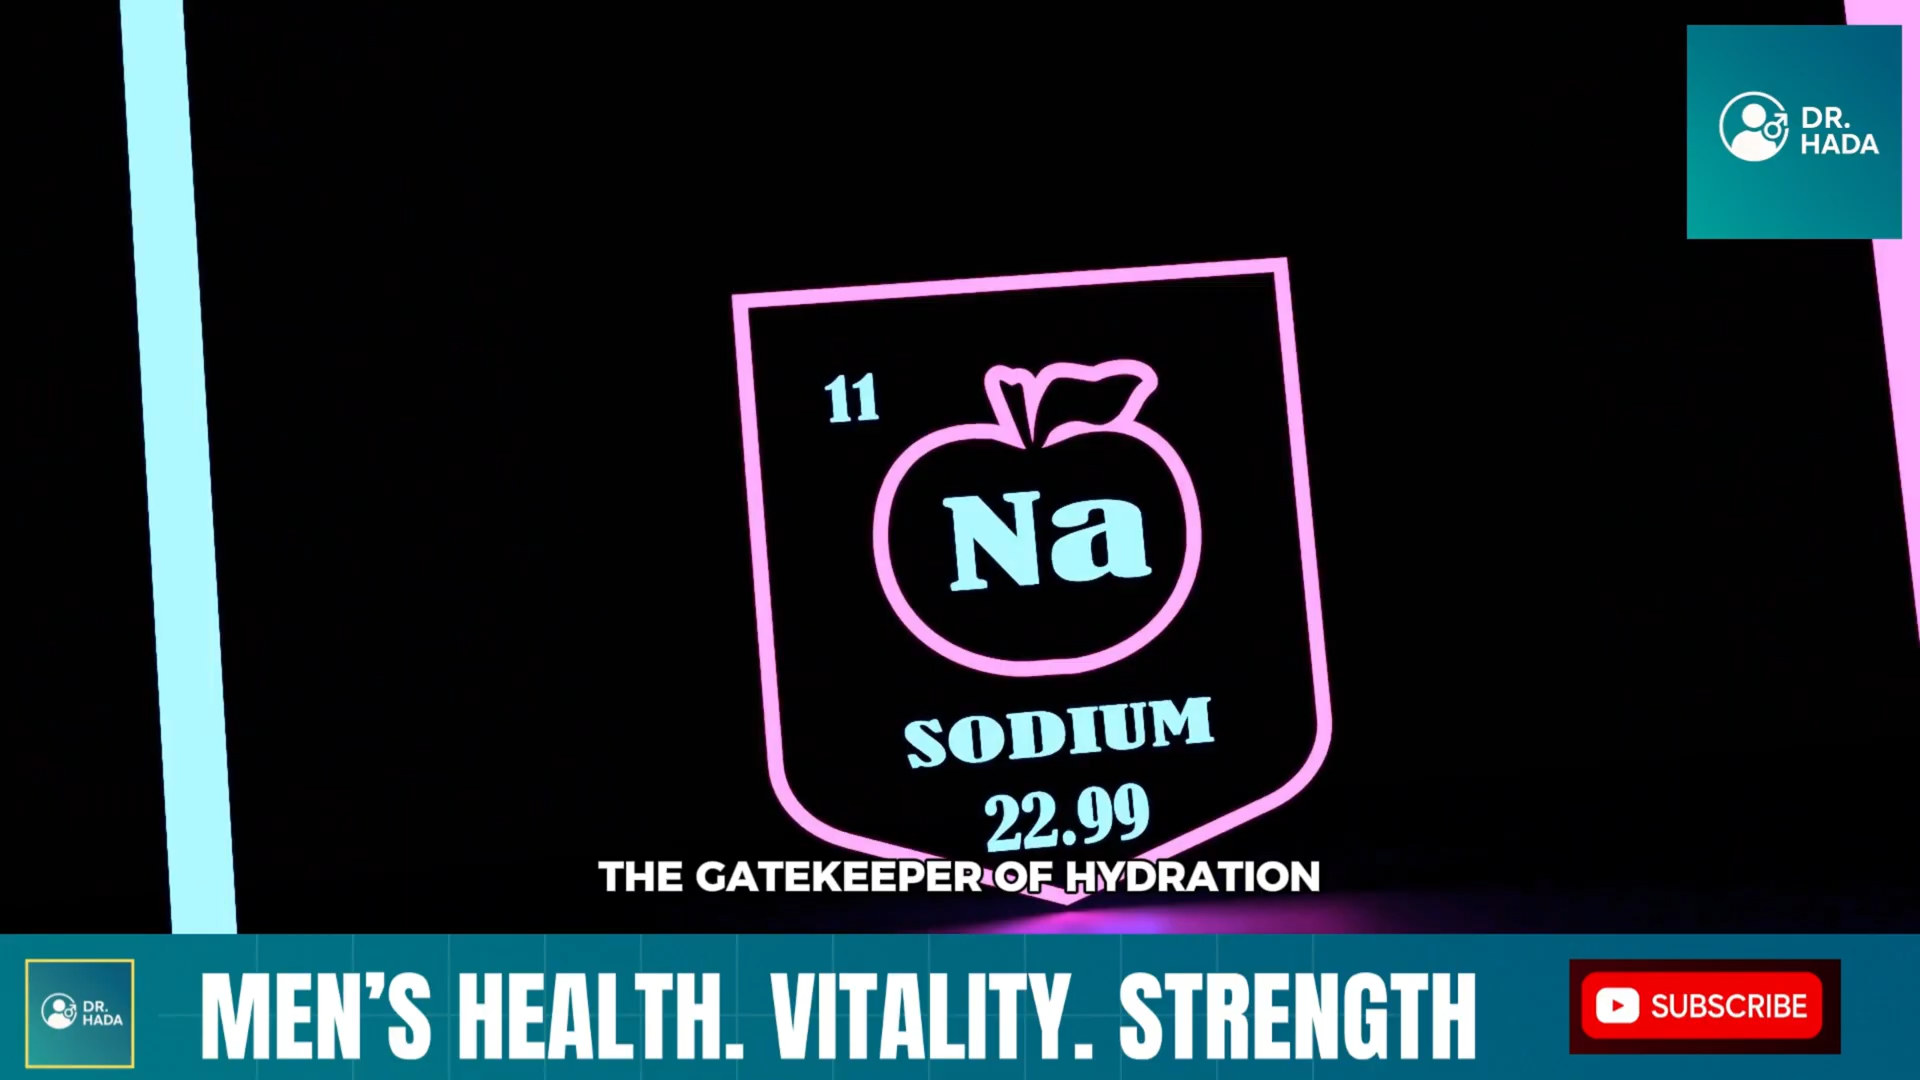 DR.
HADA
11
Na
SODIUM
22.99
THE GATEKEEPER OF HYDRATION
DR.
HADA
MEN’S HEALTH. VITALITY. STRENGTH
SUBSCRIBE